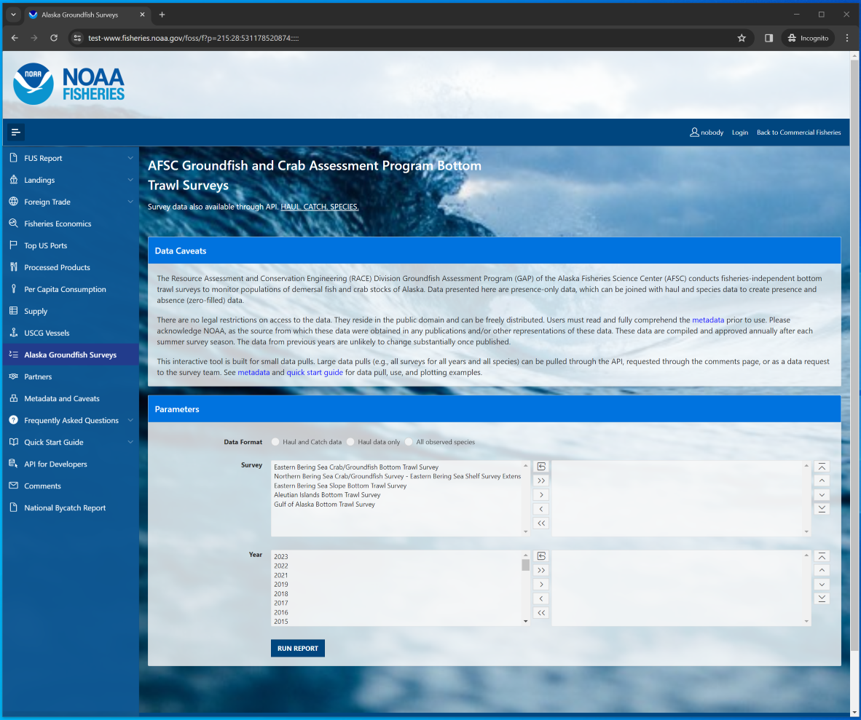 Alaska Groundfish Surveys
test-www.fisheries.noaa.gov/foss/f?p=215:28:531178520874:::::
Incognito
NOAA
NOAA
FISHERIES
nobody Login Back to Commercial Fisheries
FUS Report
Landings
Foreign Trade
Fisheries Economics
Top US Ports
Processed Products
Per Capita Consumption
Supply
USCG Vessels
Alaska Groundfish Surveys
Partners
Metadata and Caveats
Frequently Asked Questions
Quick Start Guide
API for Developers
Comments
National Bycatch Report
AFSC Groundfish and Crab Assessment Program Bottom
Trawl Surveys
Survey data also available through API. HAUL, CATCH, SPECIES.
Data Caveats
The Resource Assessment and Conservation Engineering (RACE) Division Groundfish Assessment Program (GAP) of the Alaska Fisheries Science Center (AFSC) conducts fisheries-independent bottom
trawl surveys to monitor populations of demersal fish and crab stocks of Alaska. Data presented here are presence-only data, which can be joined with haul and species data to create presence and
absence (zero-filled) data.
There are no legal restrictions on access to the data. They reside in the public domain and can be freely distributed. Users must read and fully comprehend the metadata prior to use. Please
acknowledge NOAA, as the source from which these data were obtained in any publications and/or other representations of these data. These data are compiled and approved annually after each
summer survey season. The data from previous years are unlikely to change substantially once published.
This interactive tool is built for small data pulls. Large data pulls (e.g., all surveys for all years and all species) can be pulled through the API, requested through the comments page, or as a data request
to the survey team. See metadata and quick start guide for data pull, use, and plotting examples.
Parameters
Data Format Haul and Catch data Haul data only All observed species
Survey
Eastern Bering Sea Crab/Groundfish Bottom Trawl Survey
Northern Bering Sea Crab/Groundfish Survey - Eastern Bering Sea Shelf Survey Extens
Eastern Bering Sea Slope Bottom Trawl Survey
Aleutian Islands Bottom Trawl Survey
Gulf of Alaska Bottom Trawl Survey
Year
2023
2022
2021
2019
2018
2017
2016
2015
RUN REPORT